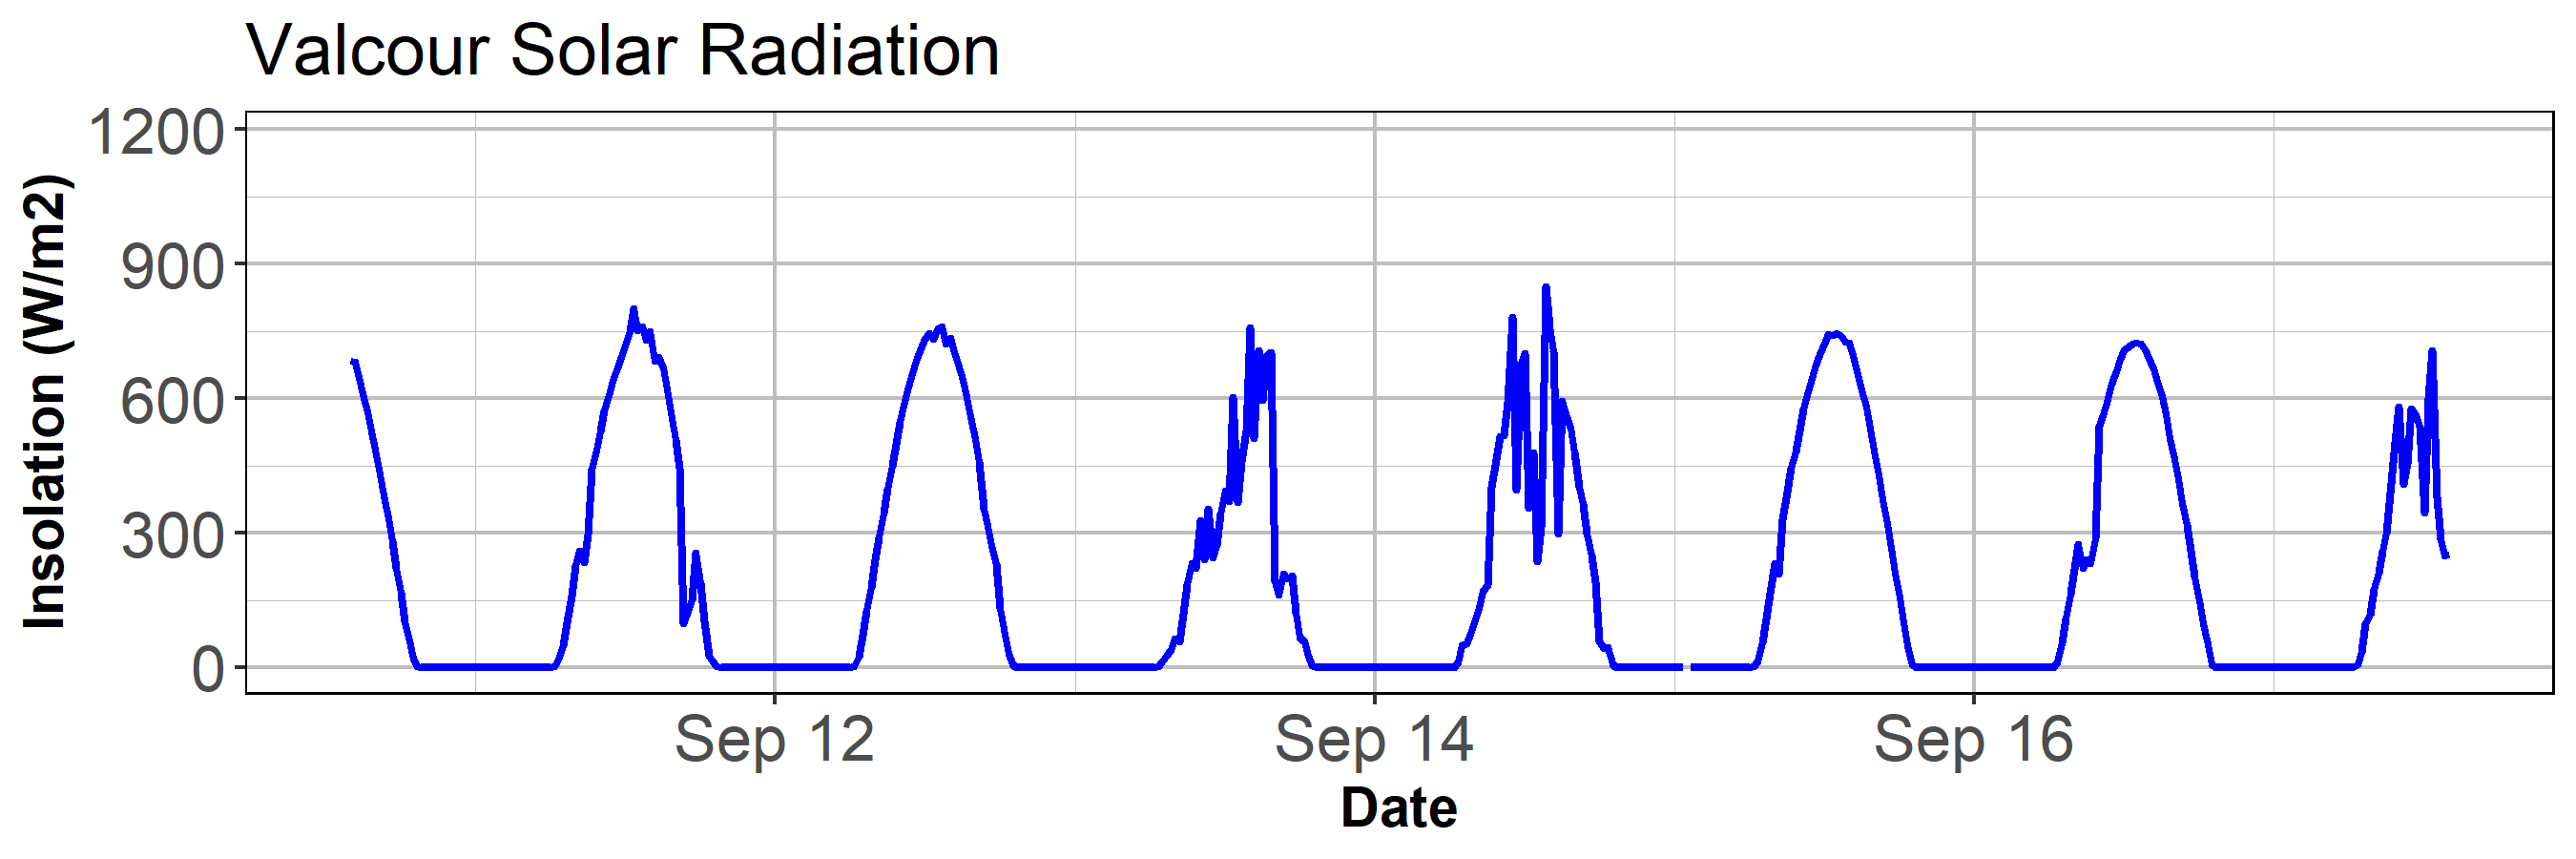 Valcour Solar Radiation
1200
900
600
300
0
Insolation (W/m2)
Sep 12
Sep 14
Sep 16
Date